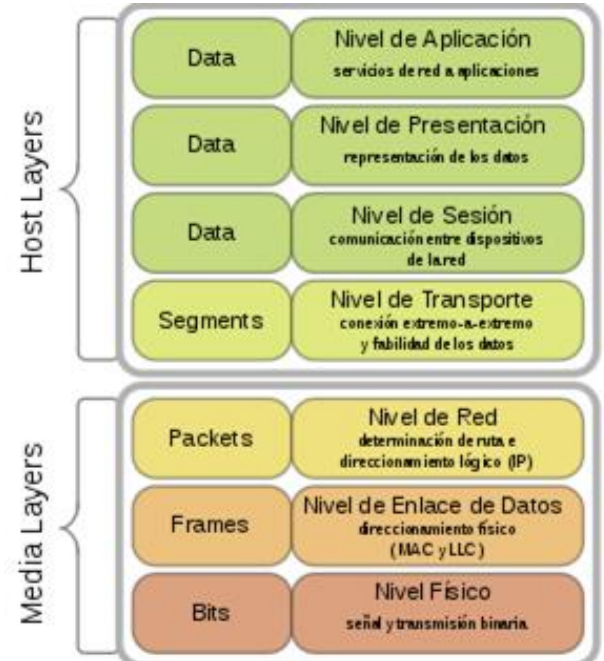 Host Layers
Data
Nivel de Aplicación
servicios de red a aplicaciones
Data
Nivel de Presentación
representación de los datos
Data
Nivel de Sesión
comunicación entre dispositivos
de la red
Segments
Nivel de Transporte
conexión extremo-a-extremo
y fabilidad de los datos
Media Layers
Packets
Nivel de Red
determinación de ruta e
direccionamiento lógico (IP)
Frames
Nivel de Enlace de Datos
direccionamiento físico
(MAC y LLC)
Bits
Nivel Físico
señal y transmisión binaria